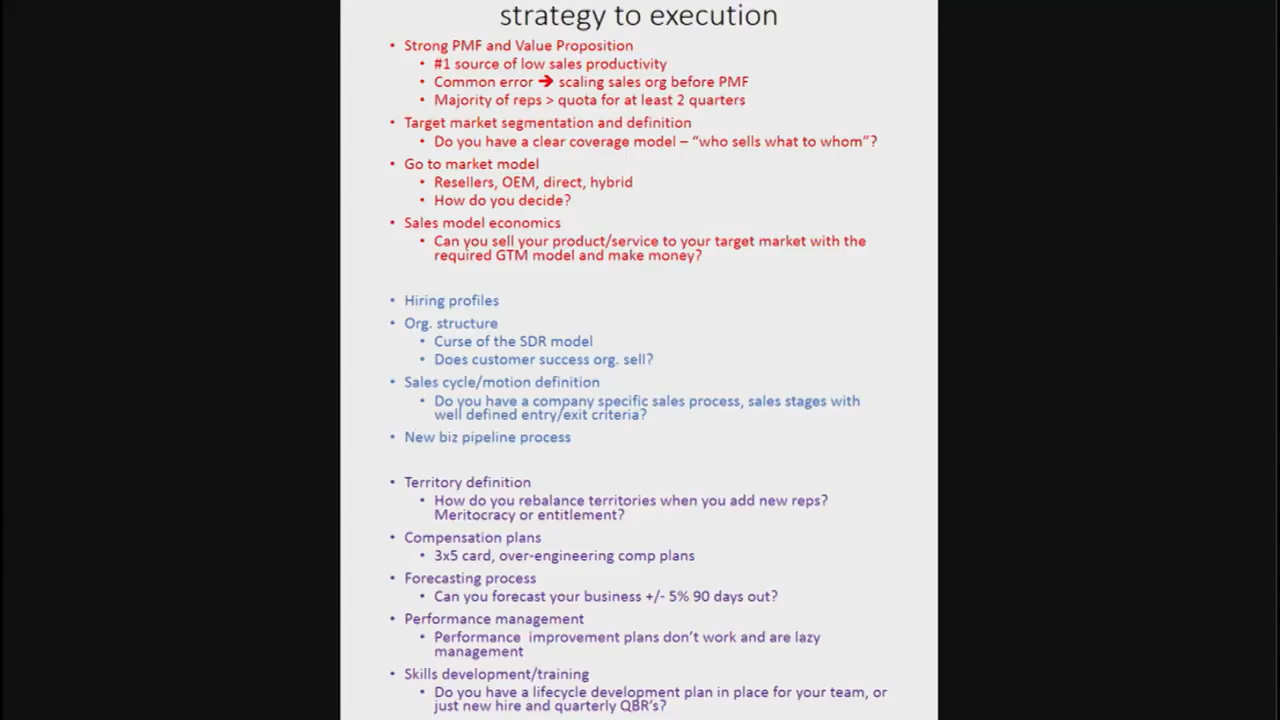 strategy to execution
• Strong PMF and Value Proposition
• #1 source of low sales productivity
• Common error ➔ scaling sales org before PMF
• Majority of reps > quota for at least 2 quarters
• Target market segmentation and definition
• Do you have a clear coverage model – “who sells what to whom”?
• Go to market model
• Resellers, OEM, direct, hybrid
• How do you decide?
• Sales model economics
• Can you sell your product/service to your target market with the
required GTM model and make money?
• Hiring profiles
• Org. structure
• Curse of the SDR model
• Does customer success org. sell?
• Sales cycle/motion definition
• Do you have a company specific sales process, sales stages with
well defined entry/exit criteria?
• New biz pipeline process
• Territory definition
• How do you rebalance territories when you add new reps?
Meritocracy or entitlement?
• Compensation plans
• 3x5 card, over-engineering comp plans
• Forecasting process
• Can you forecast your business +/- 5% 90 days out?
• Performance management
• Performance improvement plans don’t work and are lazy
management
• Skills development/training
• Do you have a lifecycle development plan in place for your team, or
just new hire and quarterly QBR’s?